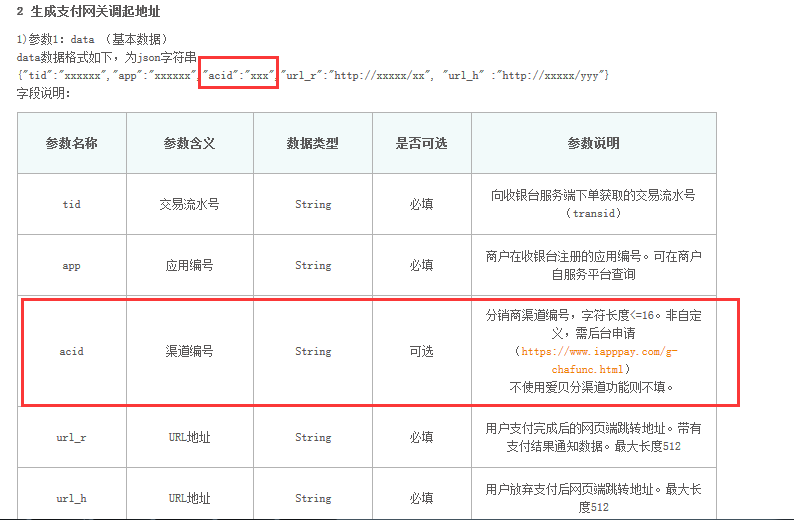 2 生成支付网关调起地址
1)参数1：data （基本数据）
data数据格式如下，为json字符串
{"tid":"xxxxxx","app":"xxxxxx","acid":"xxx","url_r":"http://xxxxx/xx", "url_h" :"http://xxxxx/yyy"}
字段说明：
参数名称 参数含义 数据类型 是否可选 参数说明
tid 交易流水号 String 必填 向收银台服务端下单获取的交易流水号
（transid）
app 应用编号 String 必填 商户在收银台注册的应用编号。可在商户
自服务平台查询
acid 渠道编号 String 可选 分销商渠道编号，字符长度<=16。非自定
义，需后台申请
（https://www.iapppay.com/g-
chafunc.html）
不使用爱贝分渠道功能则不填。
url_r URL地址 String 必填 用户支付完成后的网页端跳转地址。带有
支付结果通知数据。最大长度512
url_h URL地址 String 必填 用户放弃支付后网页端跳转地址。最大长
度512